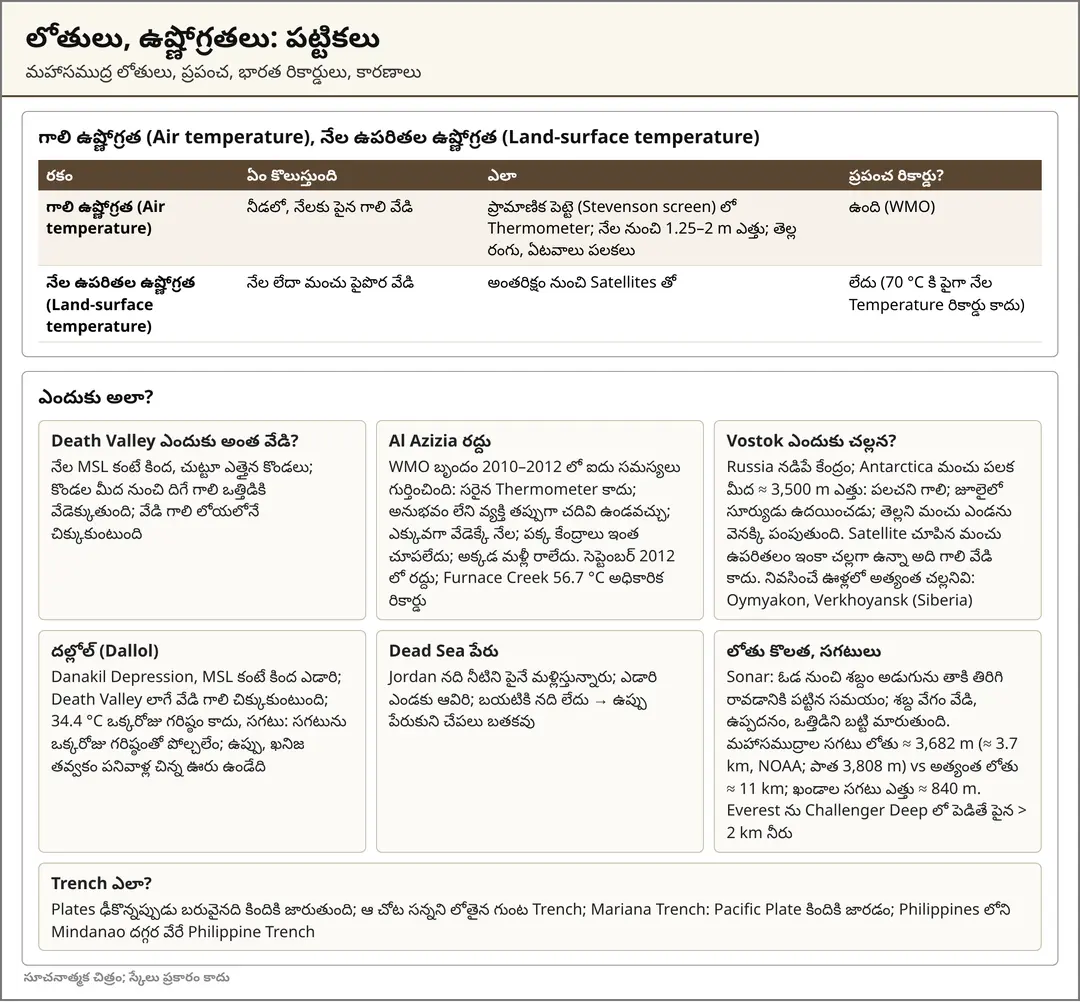 లోతులు, ఉష్ణోగ్రతలు: పట్టికలు
మహాసముద్ర లోతులు, ప్రపంచ, భారత రికార్డులు, కారణాలు
గాలి ఉష్ణోగ్రత (Air temperature), నేల ఉపరితల ఉష్ణోగ్రత (Land-surface temperature)
రకం ఏం కొలుస్తుంది ఎలా ప్రపంచ రికార్డు?
గాలి ఉష్ణోగ్రత (Air
temperature)
నీడలో, నేలకు పైన గాలి వేడి
ప్రామాణిక పెట్టె (Stevenson screen) లో
Thermometer; నేల నుంచి 1.25–2 m ఎత్తు; తెల్ల
రంగు, ఏటవాలు పలకలు
ఉంది (WMO)
నేల ఉపరితల ఉష్ణోగ్రత
(Land-surface
temperature)
నేల లేదా మంచు పైపొర వేడి
అంతరిక్షం నుంచి Satellites తో
లేదు (70 °C కి పైగా నేల
Temperature రికార్డు కాదు)
ఎందుకు అలా?
Death Valley ఎందుకు అంత వేడి?
నేల MSL కంటే కింద, చుట్టూ ఎత్తైన కొండలు;
కొండల మీద నుంచి దిగే గాలి ఒత్తిడికి
వేడెక్కుతుంది; వేడి గాలి లోయలోనే
చిక్కుకుంటుంది
Al Azizia రద్దు
WMO బృందం 2010–2012 లో ఐదు సమస్యలు
గుర్తించింది: సరైన Thermometer కాదు;
అనుభవం లేని వ్యక్తి తప్పుగా చదివి ఉండవచ్చు;
ఎక్కువగా వేడెక్కే నేల; పక్క కేంద్రాలు ఇంత
చూపలేదు; అక్కడ మళ్లీ రాలేదు. సెప్టెంబర్ 2012
లో రద్దు; Furnace Creek 56.7 °C అధికారిక
రికార్డు
Vostok ఎందుకు చల్లన?
Russia నడిపే కేంద్రం; Antarctica మంచు పలక
మీద ≈ 3,500 m ఎత్తు: పలచని గాలి; జూలైలో
సూర్యుడు ఉదయించడు; తెల్లని మంచు ఎండను
వెనక్కి పంపుతుంది. Satellite చూపిన మంచు
ఉపరితలం ఇంకా చల్లగా ఉన్నా అది గాలి వేడి
కాదు. నివసించే ఊళ్లలో అత్యంత చల్లనివి:
Oymyakon, Verkhoyansk (Siberia)
దల్లోల్ (Dallol)
Danakil Depression, MSL కంటే కింద ఎడారి;
Death Valley లాగే వేడి గాలి చిక్కుకుంటుంది;
34.4 °C ఒక్కరోజు గరిష్ఠం కాదు, సగటు: సగటును
ఒక్కరోజు గరిష్ఠంతో పోల్చలేం; ఉప్పు, ఖనిజ
తవ్వకం పనివాళ్ల చిన్న ఊరు ఉండేది
Dead Sea పేరు
Jordan నది నీటిని పైనే మళ్లిస్తున్నారు; ఎడారి
ఎండకు ఆవిరి; బయటికి నది లేదు → ఉప్పు
పేరుకుని చేపలు బతకవు
లోతు కొలత, సగటులు
Sonar: ఓడ నుంచి శబ్దం అడుగును తాకి తిరిగి
రావడానికి పట్టిన సమయం; శబ్ద వేగం వేడి,
ఉప్పదనం, ఒత్తిడిని బట్టి మారుతుంది.
మహాసముద్రాల సగటు లోతు ≈ 3,682 m (≈ 3.7
km, NOAA; పాత 3,808 m) vs అత్యంత లోతు
≈ 11 km; ఖండాల సగటు ఎత్తు ≈ 840 m.
Everest ను Challenger Deep లో పెడితే పైన >
2 km నీరు
Trench ఎలా?
Plates ఢీకొన్నప్పుడు బరువైనది కిందికి జారుతుంది; ఆ చోట సన్నని లోతైన గుంట Trench; Mariana Trench: Pacific Plate కిందికి జారడం; Philippines లోని
Mindanao దగ్గర వేరే Philippine Trench
సూచనాత్మక చిత్రం; స్కేలు ప్రకారం కాదు